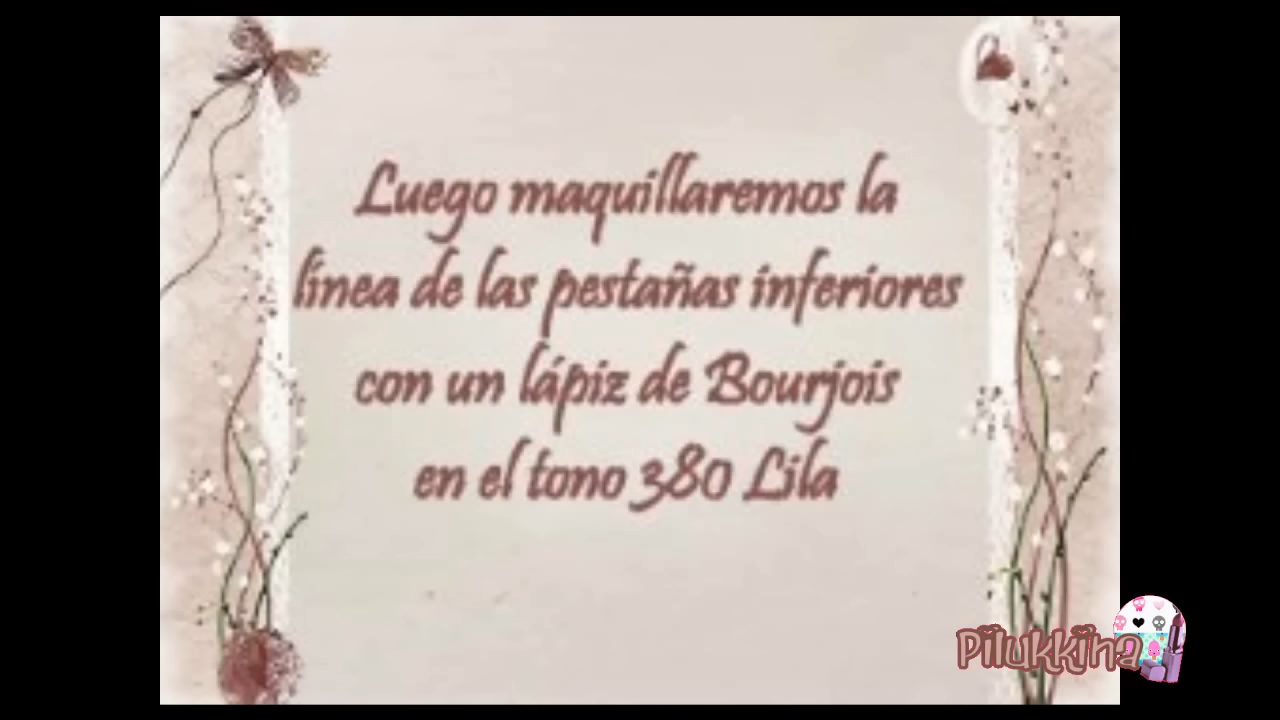 Luego maquillaremos la
línea de las pestañas inferiores
con un lápiz de Bourjois
en el tono 380 Lila
Pilukkina